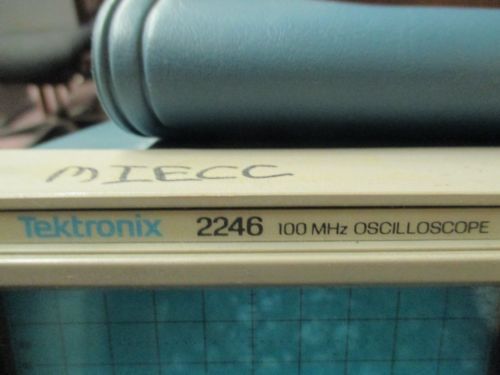 MIECC
Tektronix 2246 100 MHz OSCILLOSCOPE